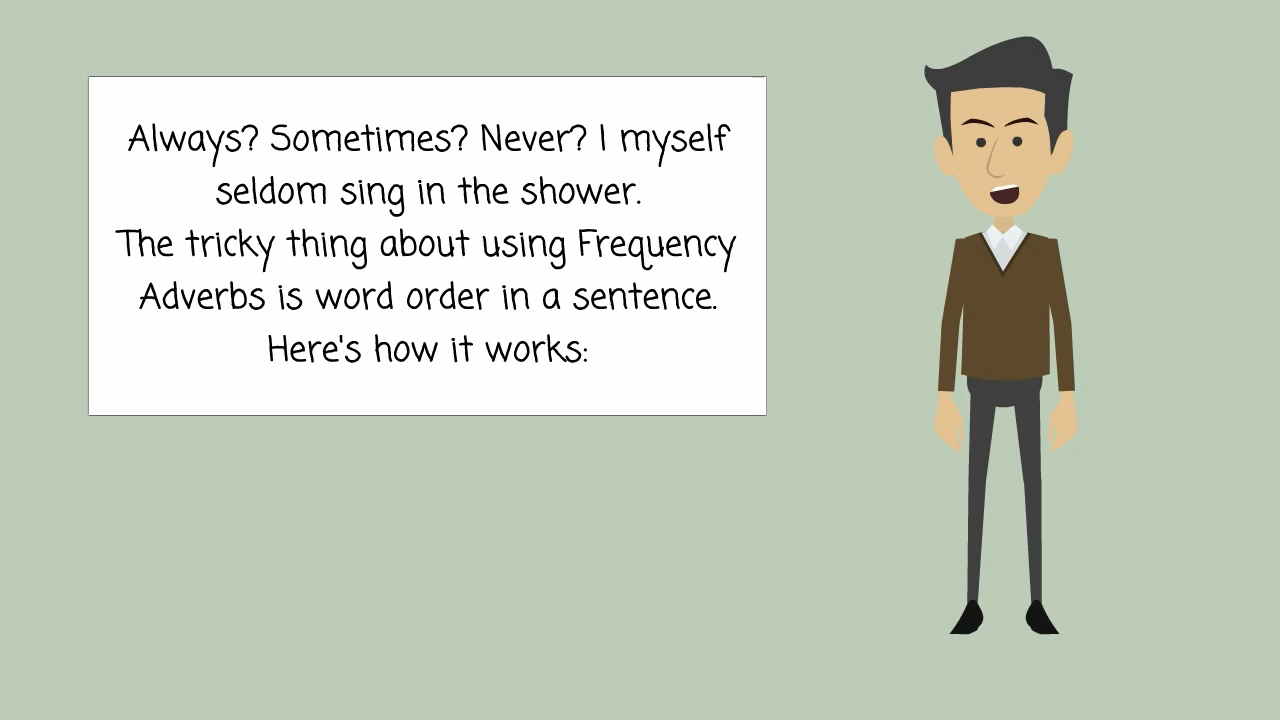 Always? Sometimes? Never? I myself
seldom sing in the shower.
The tricky thing about using Frequency
Adverbs is word order in a sentence.
Here's how it works: